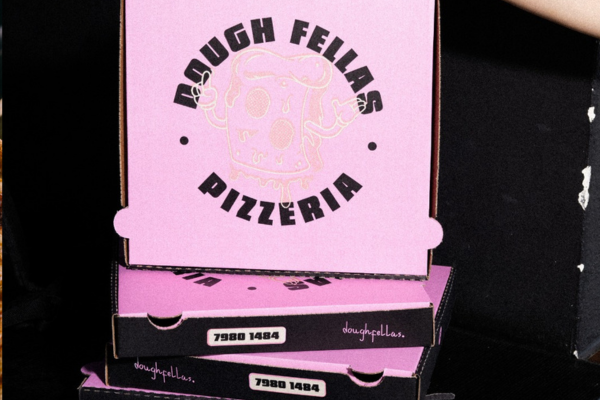 DOUGH FELLAS
PIZZERIA
7980 1484
doughfellas.
doughfellas.
7980 1484